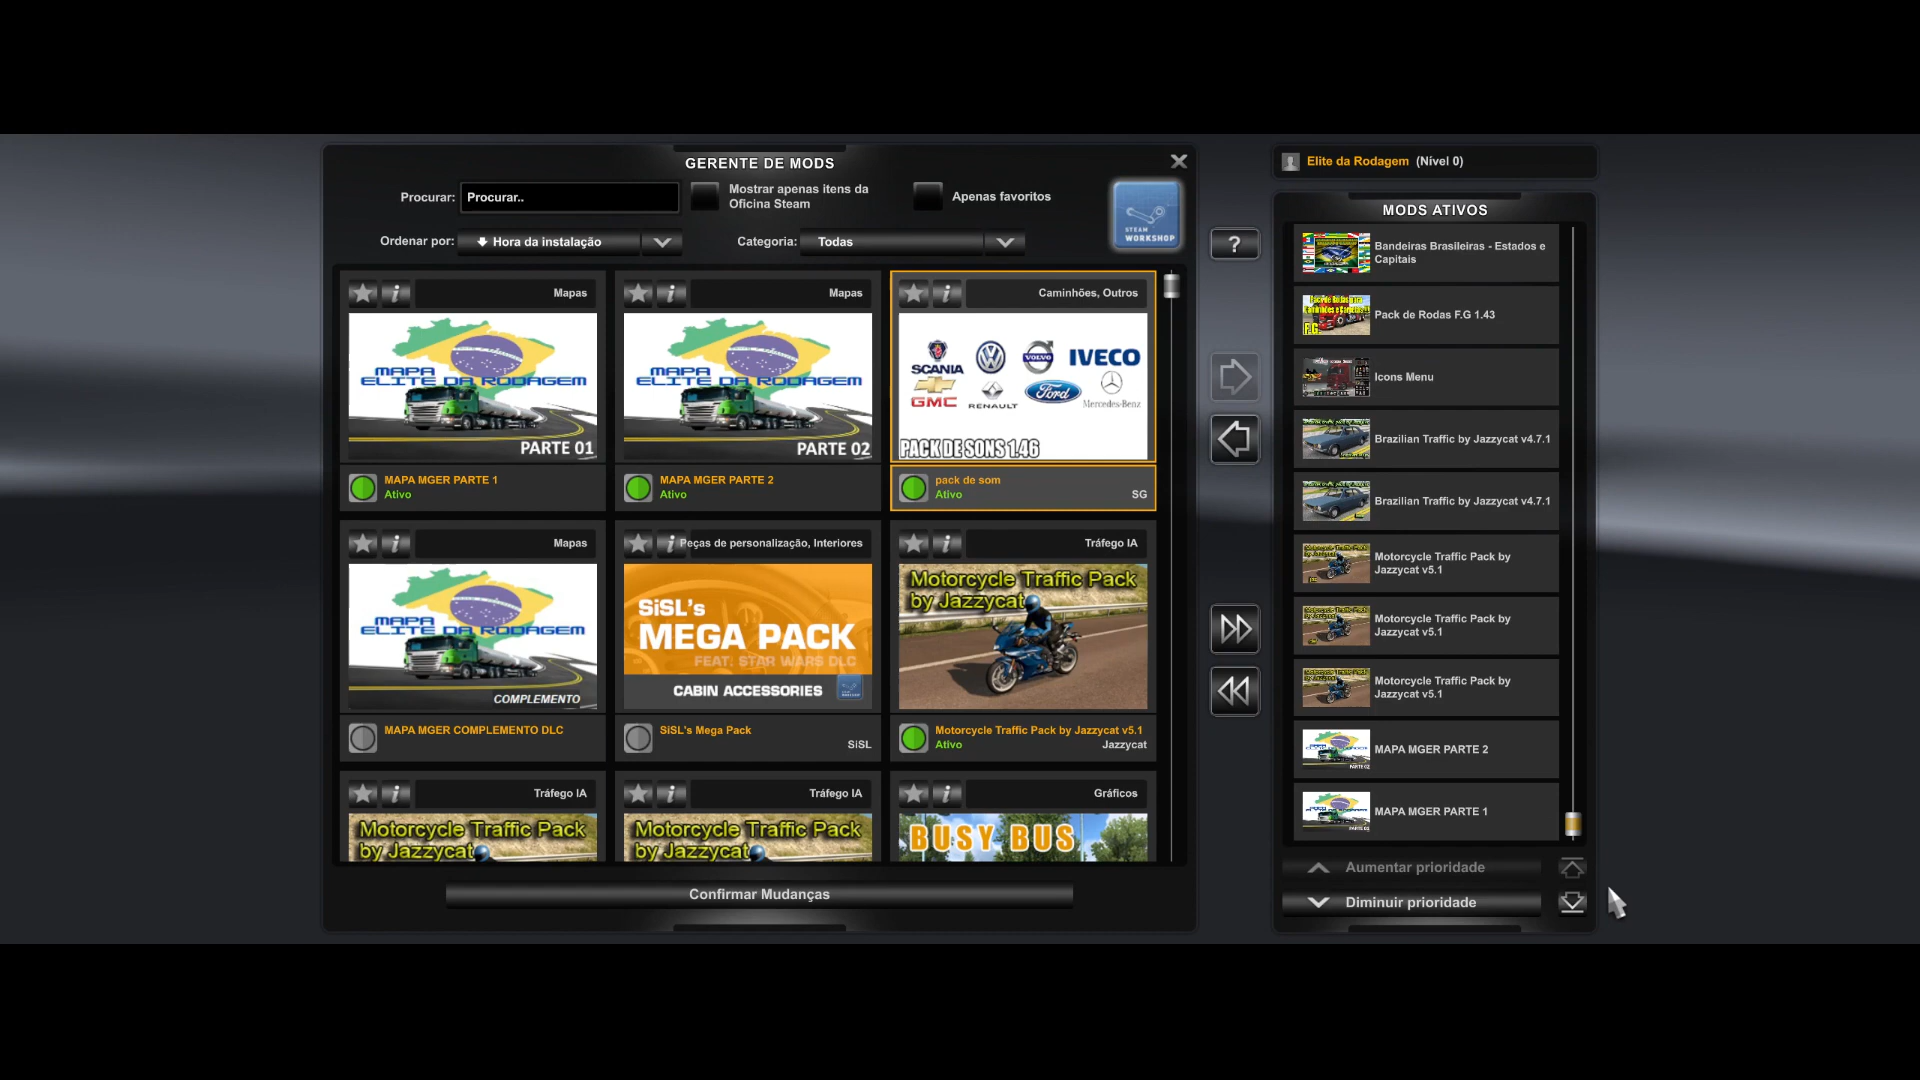 GERENTE DE MODS
Procurar:
Procurar..
Mostrar apenas itens da
Oficina Steam
Apenas favoritos
STEAM
WORKSHOP
Ordenar por:
Hora da instalação
Categoria:
Todas
Mapas
MAPA
ELITE DA RODAGEM
PARTE 01
MAPA MGER PARTE 1
Ativo
Mapas
MAPA
ELITE DA RODAGEM
PARTE 02
MAPA MGER PARTE 2
Ativo
Caminhões, Outros
SCANIA
VOLVO
IVECO
GMC
RENAULT
Ford
Mercedes-Benz
PACK DE SONS 1.46
pack de som
Ativo
SG
Mapas
MAPA
ELITE DA RODAGEM
COMPLEMENTO
MAPA MGER COMPLEMENTO DLC
Peças de personalização, Interiores
SiSL's
MEGA PACK
FEAT. STAR WARS DLC
CABIN ACCESSORIES
SiSL's Mega Pack
SiSL
Tráfego IA
Motorcycle Traffic Pack
by Jazzycat
Motorcycle Traffic Pack by Jazzycat v5.1
Ativo
Jazzycat
Tráfego IA
Motorcycle Traffic Pack
by Jazzycat
Tráfego IA
Motorcycle Traffic Pack
by Jazzycat
Gráficos
BUSY BUS
Confirmar Mudanças
?
Elite da Rodagem (Nivel 0)
MODS ATIVOS
Bandeiras Brasileiras - Estados e
Capitais
Pack de Rodas F.G 1.43
Icons Menu
Brazilian Traffic by Jazzycat v4.7.1
Brazilian Traffic by Jazzycat v4.7.1
Motorcycle Traffic Pack by
Jazzycat v5.1
Motorcycle Traffic Pack by
Jazzycat v5.1
Motorcycle Traffic Pack by
Jazzycat v5.1
MAPA MGER PARTE 2
MAPA MGER PARTE 1
Aumentar prioridade
Diminuir prioridade